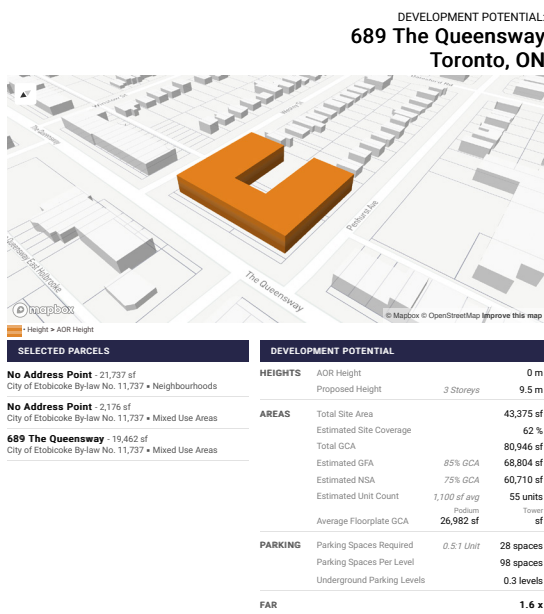 DEVELOPMENT POTENTIAL:
689 The Queensway
Toronto, ON
The Queensway
Penhurst Ave
The Queensway
mapbox
© Mapbox © OpenStreetMap Improve this map
- Height > AOR Height
SELECTED PARCELS
No Address Point - 21,737 sf
City of Etobicoke By-law No. 11,737 ▪ Neighbourhoods
No Address Point - 2,176 sf
City of Etobicoke By-law No. 11,737 ▪ Mixed Use Areas
689 The Queensway - 19,462 sf
City of Etobicoke By-law No. 11,737 ▪ Mixed Use Areas
DEVELOPMENT POTENTIAL
HEIGHTS AOR Height 0 m
Proposed Height 3 Storeys 9.5 m
AREAS Total Site Area 43,375 sf
Estimated Site Coverage 62 %
Total GCA 80,946 sf
Estimated GFA 85% GCA 68,804 sf
Estimated NSA 75% GCA 60,710 sf
Estimated Unit Count 1,100 sf avg 55 units
Podium Tower
Average Floorplate GCA 26,982 sf sf
PARKING Parking Spaces Required 0.5:1 Unit 28 spaces
Parking Spaces Per Level 98 spaces
Underground Parking Levels 0.3 levels
FAR 1.6 x